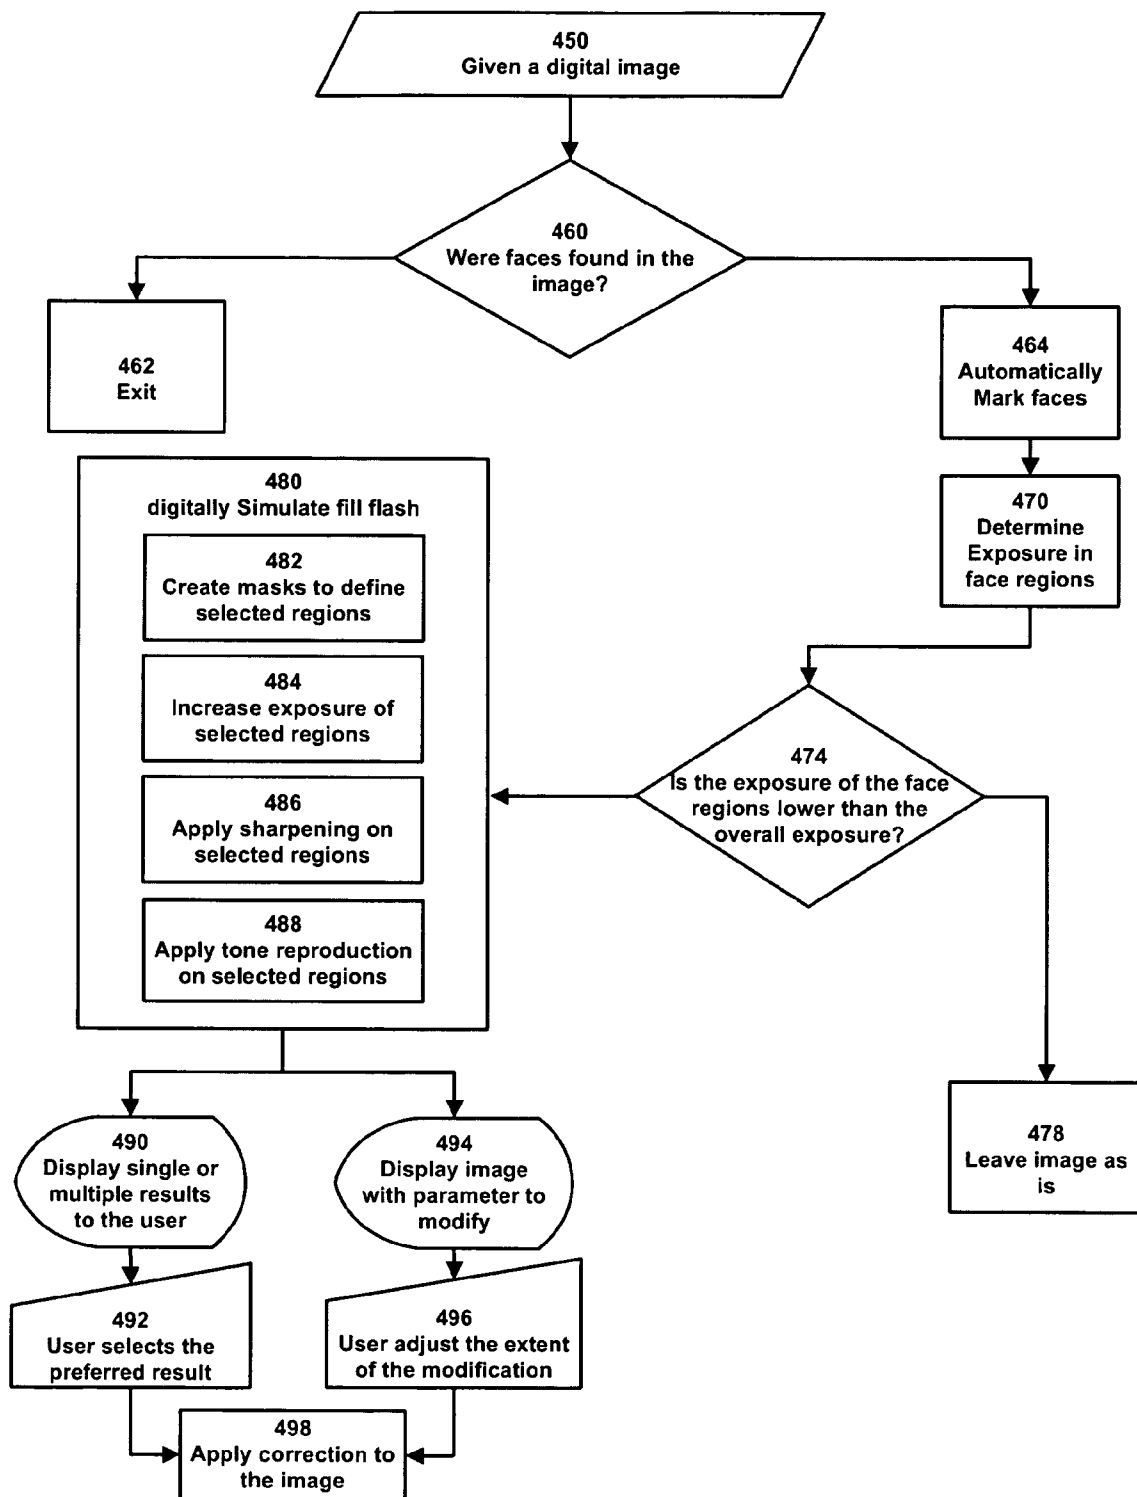 450
Given a digital image
460
Were faces found in the
image?
462
Exit
464
Automatically
Mark faces
470
Determine
Exposure in
face regions
474
Is the exposure of the face
regions lower than the
overall exposure?
478
Leave image as
is
480
digitally Simulate fill flash
482
Create masks to define
selected regions
484
Increase exposure of
selected regions
486
Apply sharpening on
selected regions
488
Apply tone reproduction
on selected regions
490
Display single or
multiple results
to the user
492
User selects the
preferred result
494
Display image
with parameter to
modify
496
User adjust the extent
of the modification
498
Apply correction to
the image